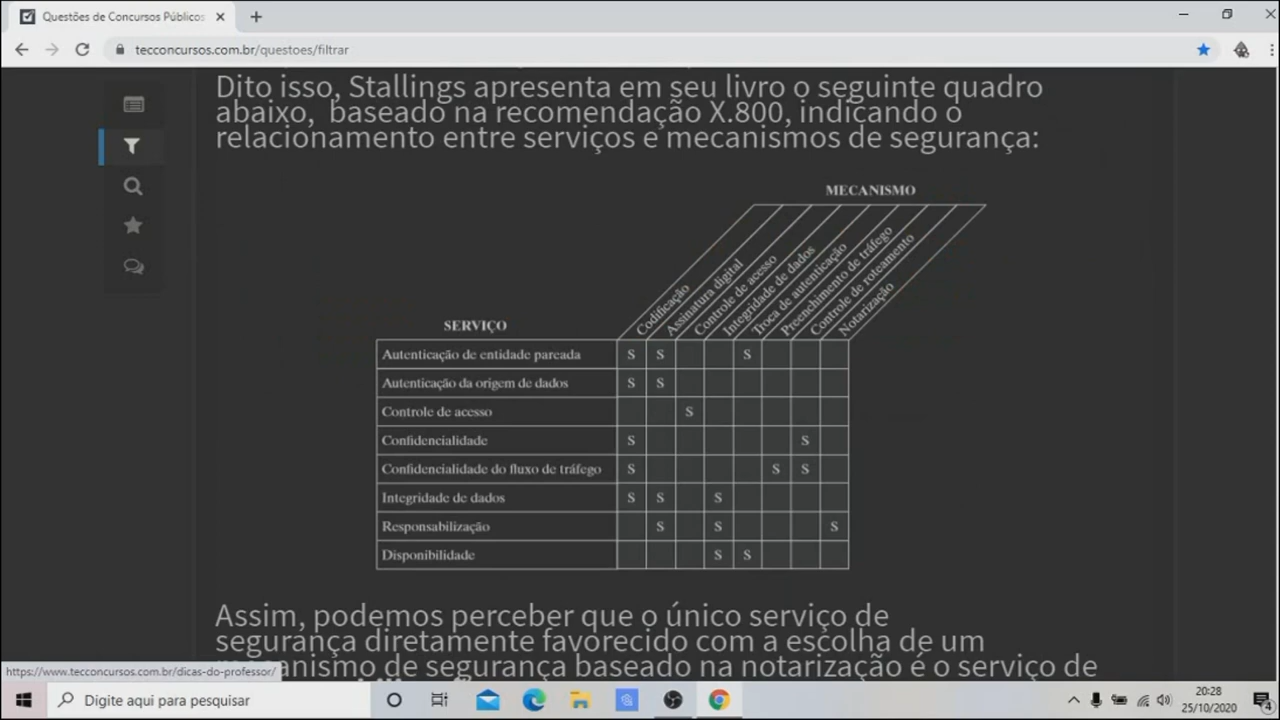 Questões de Concursos Públicos
tecconcursos.com.br/questoes/filtrar
Dito isso, Stallings apresenta em seu livro o seguinte quadro
abaixo, baseado na recomendação X.800, indicando o
relacionamento entre serviços e mecanismos de segurança:
MECANISMO
Codificação
Assinatura digital
Controle de acesso
Integridade de dados
Troca de autenticação
Preenchimento de tráfego
Controle de roteamento
Notarização
SERVIÇO
Autenticação de entidade pareada S S S
Autenticação da origem de dados S S
Controle de acesso S
Confidencialidade S S
Confidencialidade do fluxo de tráfego S S S
Integridade de dados S S S
Responsabilização S S S
Disponibilidade S S
Assim, podemos perceber que o único serviço de
segurança diretamente favorecido com a escolha de um
mecanismo de segurança baseado na notarização é o serviço de
https://www.tecconcursos.com.br/dicas-do-professor/
Digite aqui para pesquisar
20:28
25/10/2020
4